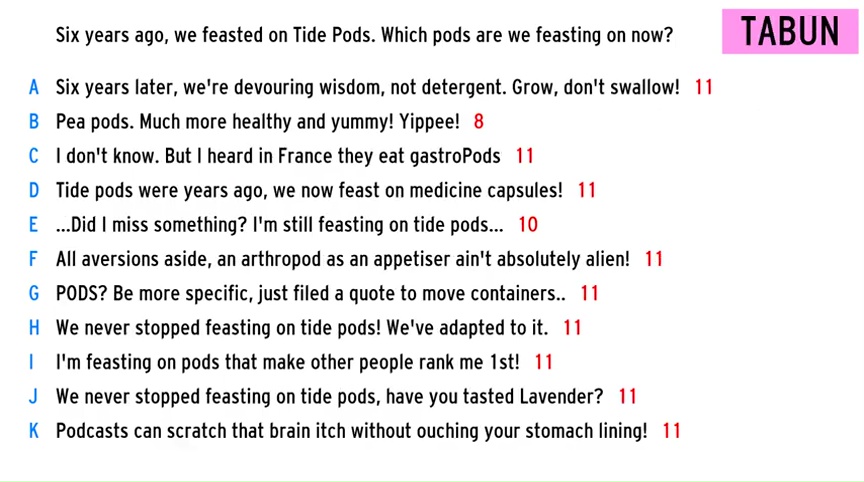 Six years ago, we feasted on Tide Pods. Which pods are we feasting on now?
TABUN
A Six years later, we're devouring wisdom, not detergent. Grow, don't swallow! 11
B Pea pods. Much more healthy and yummy! Yippee! 8
C I don't know. But I heard in France they eat gastroPods 11
D Tide pods were years ago, we now feast on medicine capsules! 11
E ...Did I miss something? I'm still feasting on tide pods... 10
F All aversions aside, an arthropod as an appetiser ain't absolutely alien! 11
G PODS? Be more specific, just filed a quote to move containers.. 11
H We never stopped feasting on tide pods! We've adapted to it. 11
I I'm feasting on pods that make other people rank me 1st! 11
J We never stopped feasting on tide pods, have you tasted Lavender? 11
K Podcasts can scratch that brain itch without ouching your stomach lining! 11